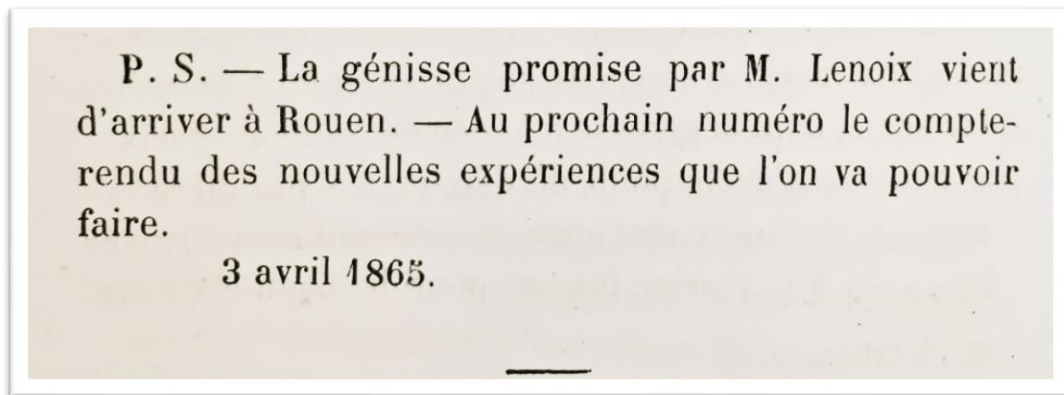 P. S. — La génisse promise par M. Lenoix vient
d'arriver à Rouen. — Au prochain numéro le compte-
rendu des nouvelles expériences que l'on va pouvoir
faire.
3 avril 1865.